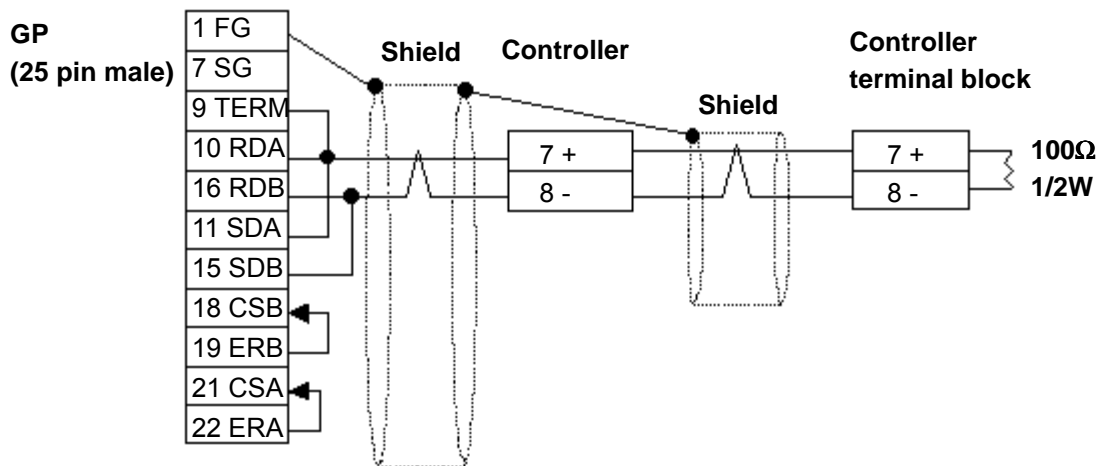 GP
(25 pin male)
1 FG
7 SG
9 TERM
10 RDA
16 RDB
11 SDA
15 SDB
18 CSB
19 ERB
21 CSA
22 ERA
Shield
Controller
7 +
8 -
Shield
Controller
terminal block
7 +
8 -
100Ω
1/2W